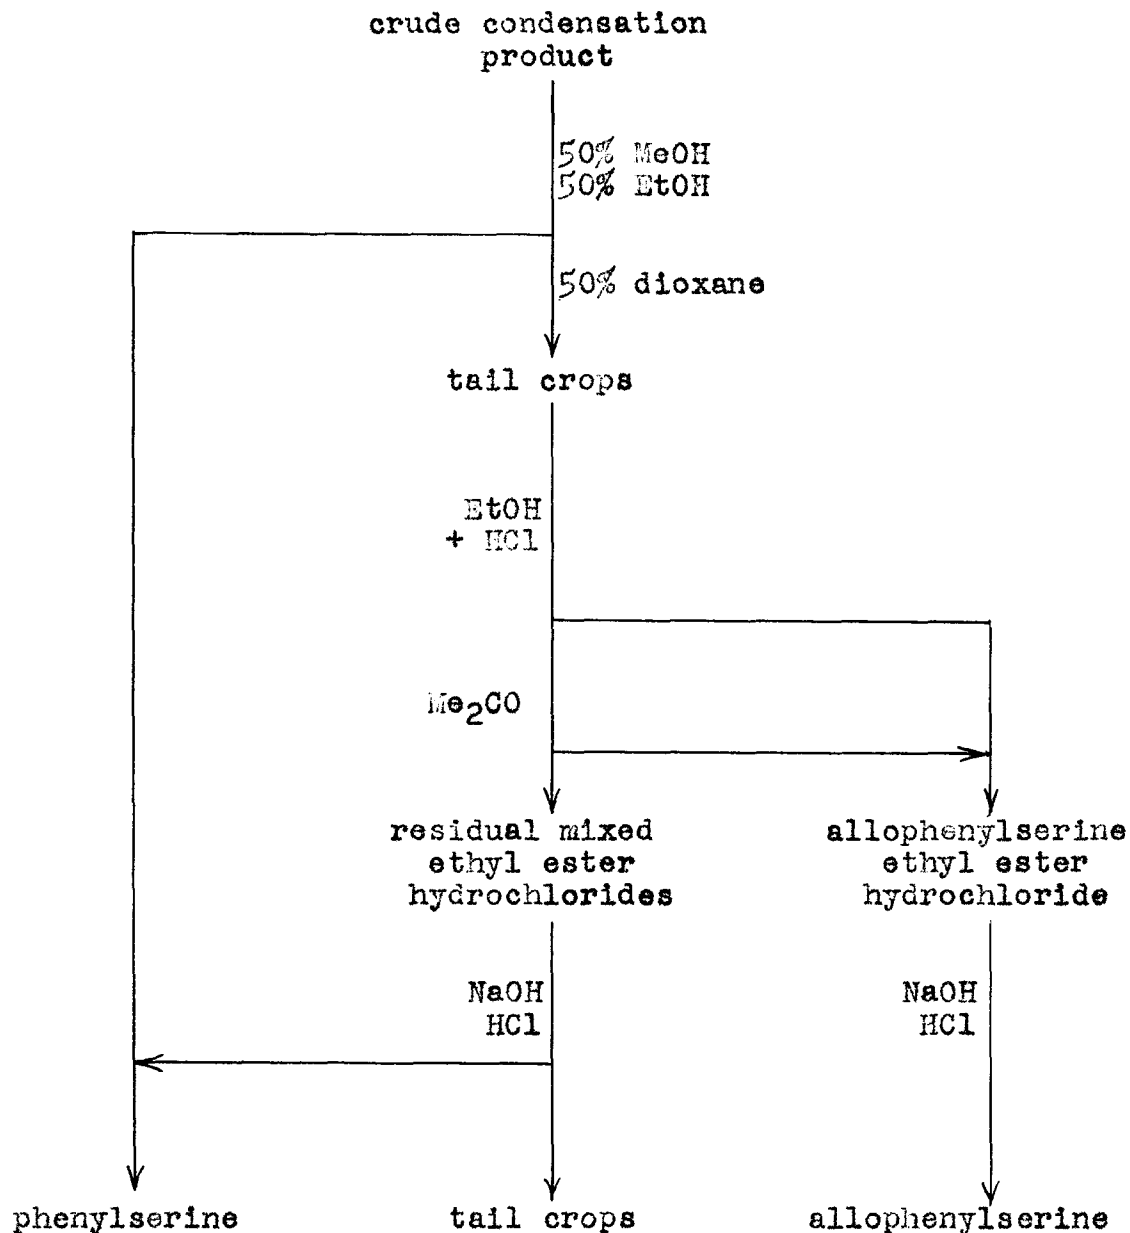 crude condensation
product
50% MeOH
50% EtOH
50% dioxane
tail crops
EtOH
+ HCl
Me2CO
residual mixed
ethyl ester
hydrochlorides
allophenylserine
ethyl ester
hydrochloride
NaOH
HCl
NaOH
HCl
phenylserine
tail crops
allophenylserine